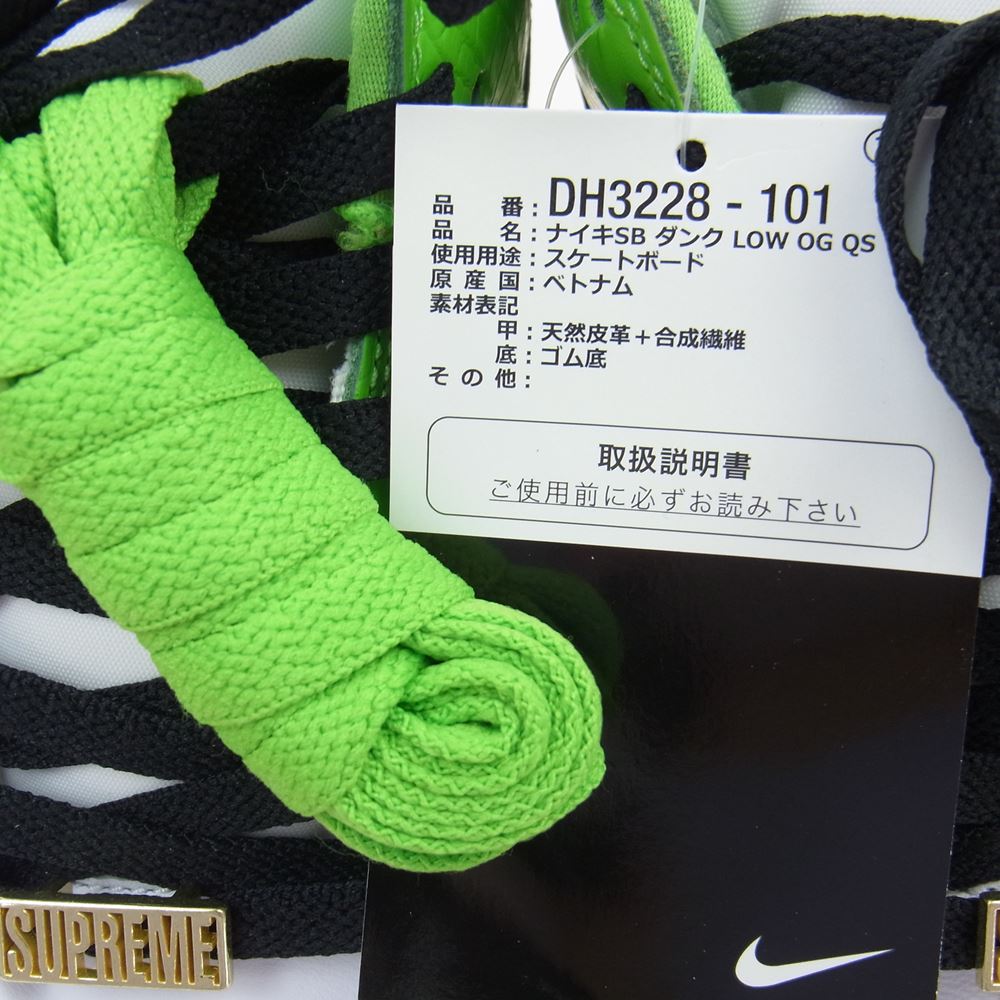 品 番 : DH3228 - 101
品 名 : ナイキSB ダンク LOW OG QS
使用用途 : スケートボード
原 産 国 : ベトナム
素材表記
甲 : 天然皮革＋合成繊維
底 : ゴム底
そ の 他 :
取扱説明書
ご使用前に必ずお読み下さい
SUPREME